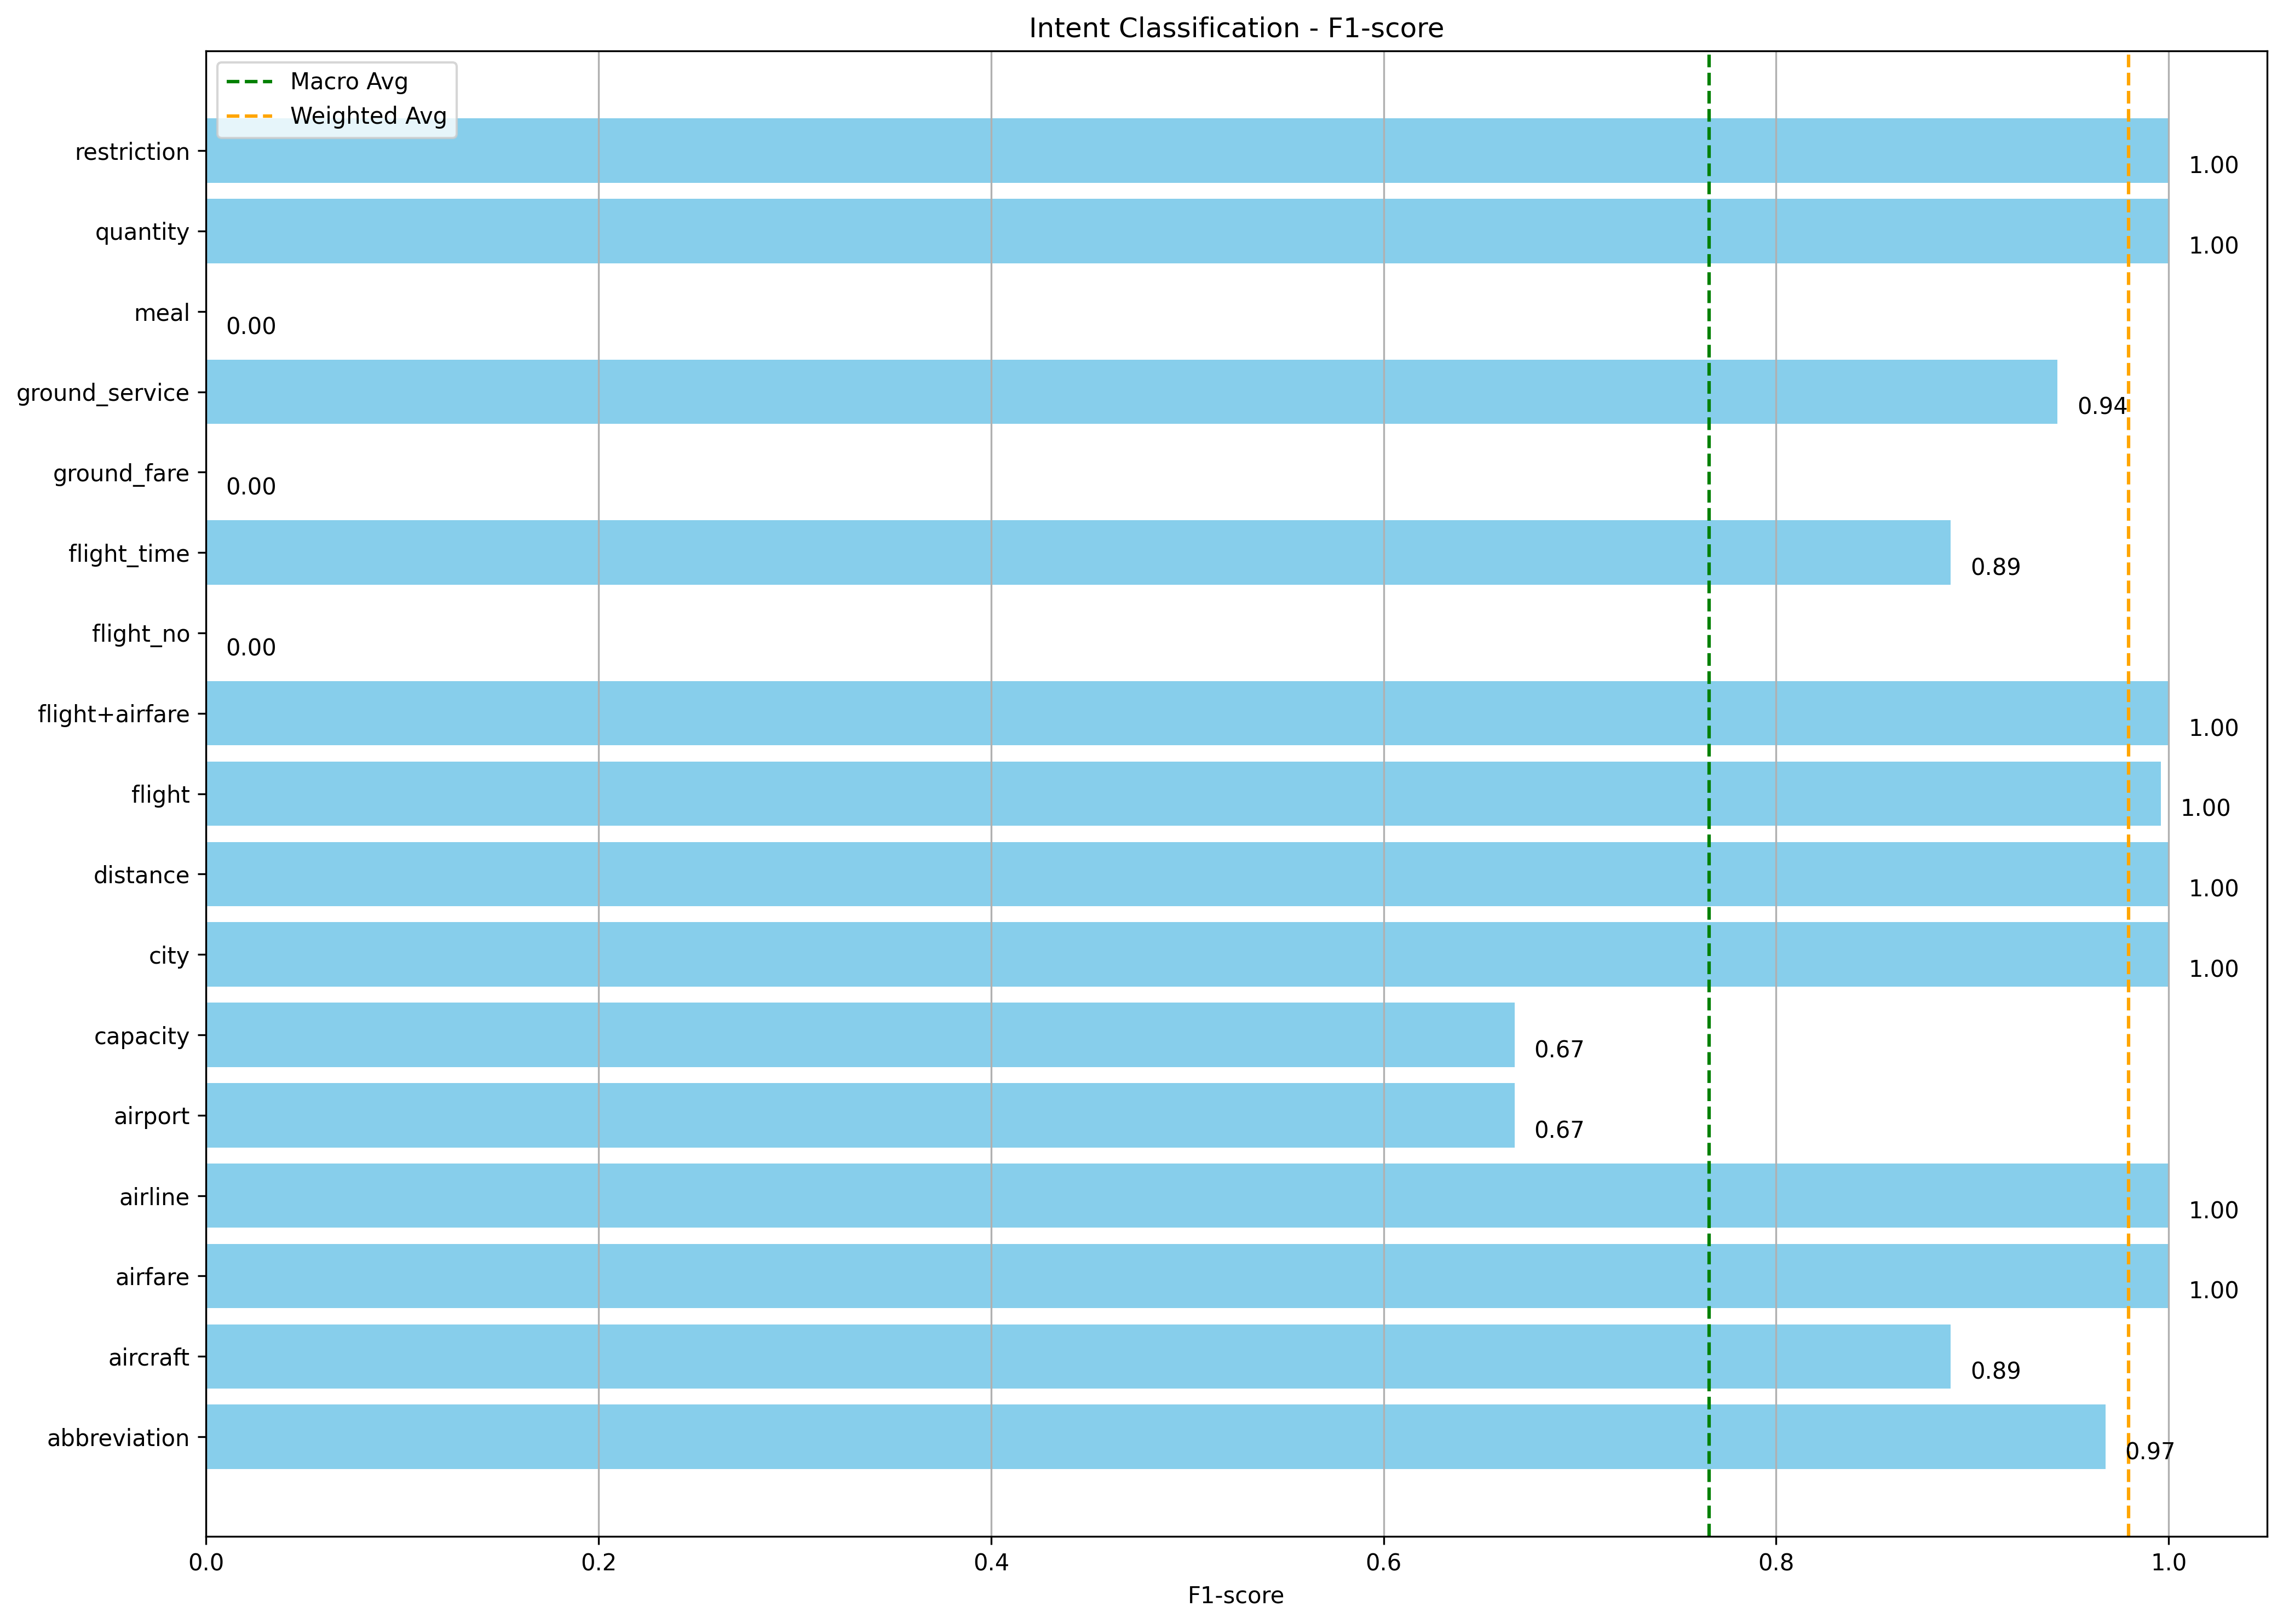 Intent Classification - F1-score
Macro Avg
Weighted Avg
restriction
1.00
quantity
1.00
meal
0.00
ground_service
0.94
ground_fare
0.00
flight_time
0.89
flight_no
0.00
flight+airfare
1.00
flight
1.00
distance
1.00
city
1.00
capacity
0.67
airport
0.67
airline
1.00
airfare
1.00
aircraft
0.89
abbreviation
0.97
0.0 0.2 0.4 0.6 0.8 1.0
F1-score